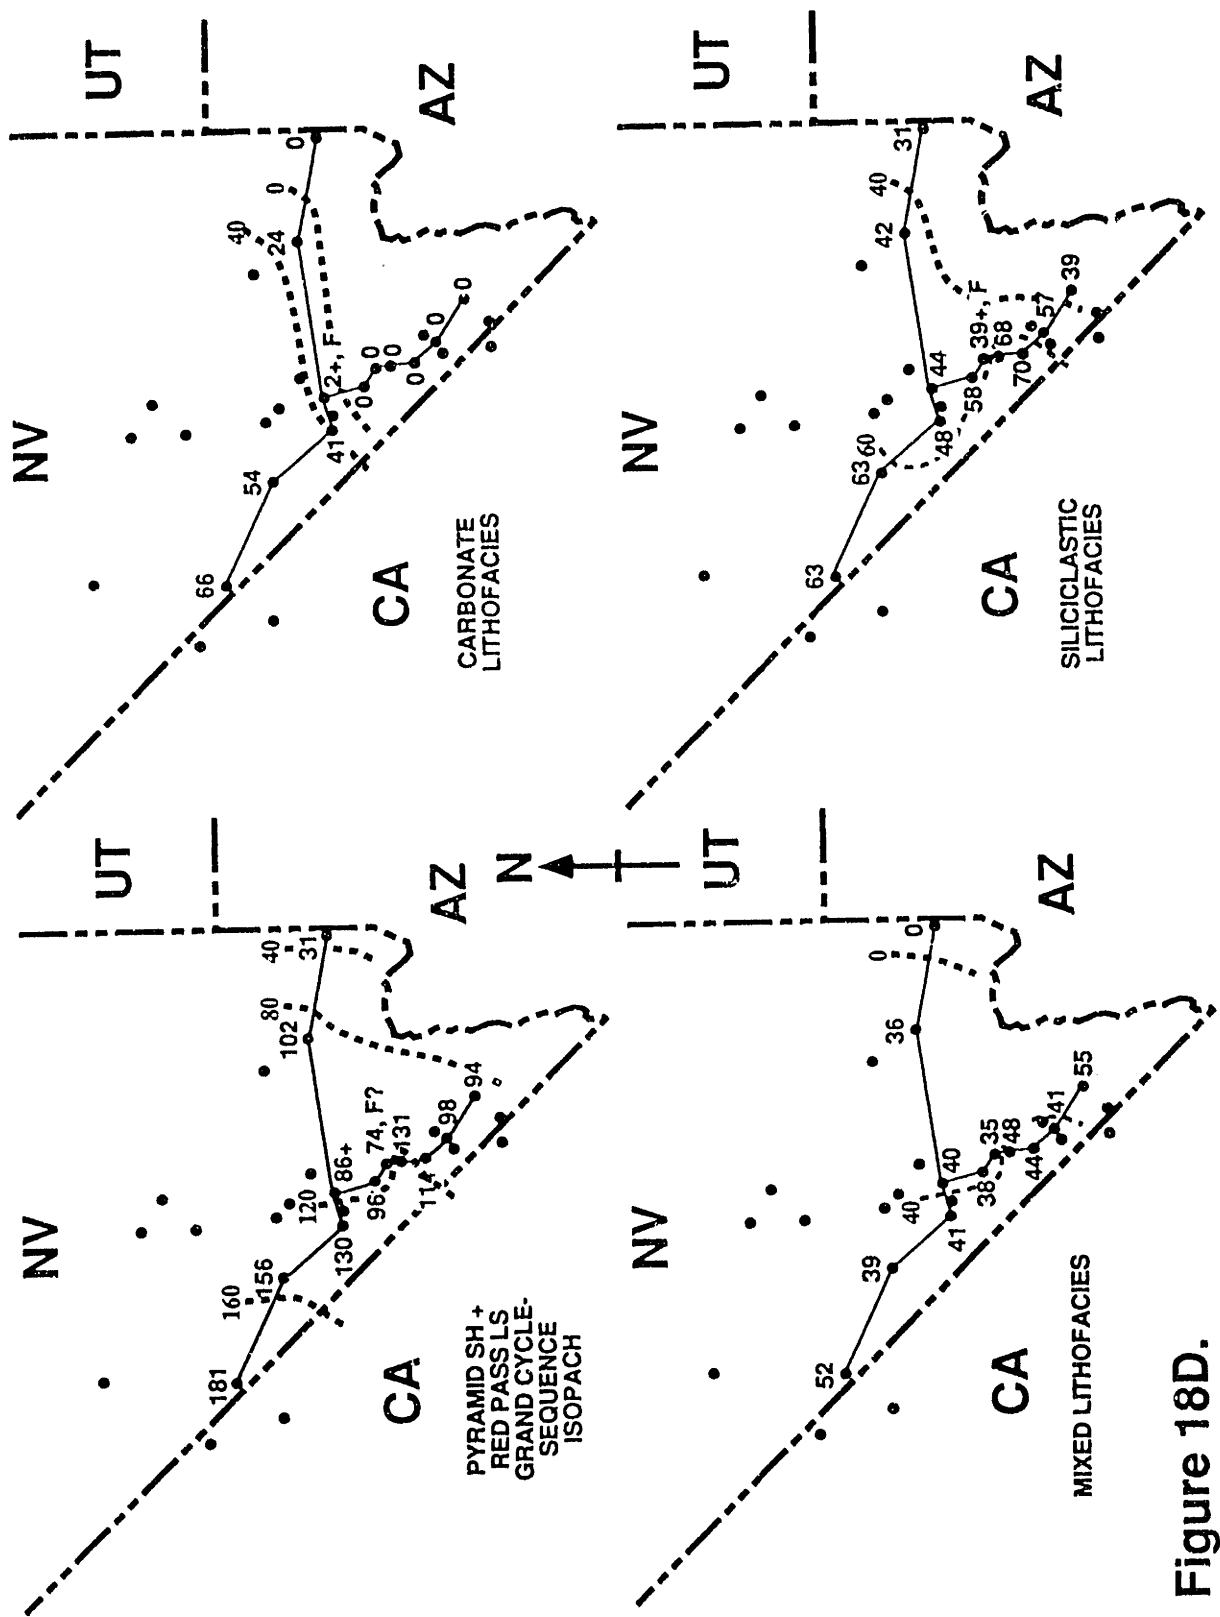 NV
UT
160
181
156
120
86+
130
96
74, F?
131
114
98
94
102
80
40
31
CA
AZ
PYRAMID SH +
RED PASS LS
GRAND CYCLE-
SEQUENCE
ISOPACH
N
NV
UT
66
54
41
2+, F
0
0
0
0
0
0
40
24
0
0
CA
AZ
CARBONATE
LITHOFACIES
NV
UT
52
39
41
40
40
38
35
48
44
41
55
36
0
0
CA
AZ
MIXED LITHOFACIES
NV
UT
63
63
60
48
44
58
39+, F
68
70
57
39
42
40
31
CA
AZ
SILICICLASTIC
LITHOFACIES
Figure 18D.